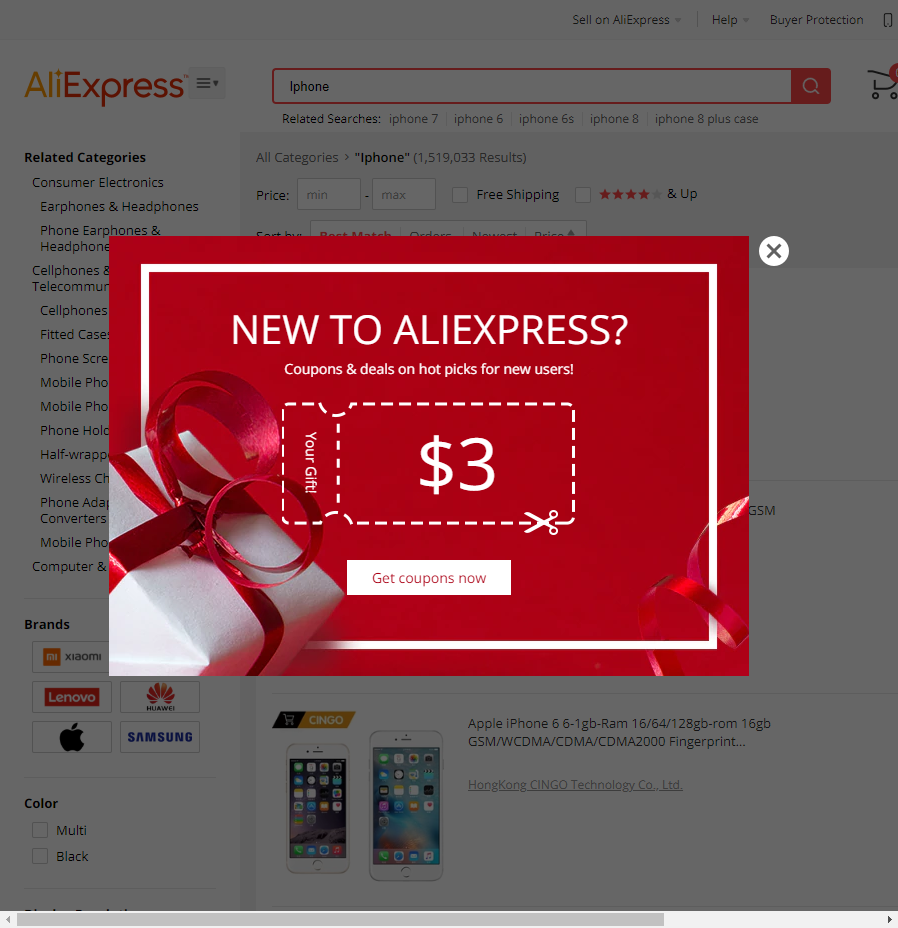 Sell on AliExpress
Help
Buyer Protection
AliExpress™
Iphone
Related Searches: iphone 7 iphone 6 iphone 6s iphone 8 iphone 8 plus case
Related Categories
All Categories > "Iphone" (1,519,033 Results)
Consumer Electronics
Price: min - max Free Shipping & Up
Earphones & Headphones
Phone Earphones &
Headphone
Sort by: Best Match Orders Newest Price
Cellphones &
Telecommun
Cellphones
Fitted Cases
Phone Scre
Mobile Pho
Mobile Pho
Phone Hold
Half-wrappe
Wireless Ch
Phone Adap
Converters
Mobile Pho
Computer &
NEW TO ALIEXPRESS?
Coupons & deals on hot picks for new users!
Your Gift!
$3
Get coupons now
GSM
Brands
mi xiaomi
Lenovo
HUAWEI
SAMSUNG
Color
Multi
Black
CINGO
Apple iPhone 6 6-1gb-Ram 16/64/128gb-rom 16gb
GSM/WCDMA/CDMA/CDMA2000 Fingerprint...
HongKong CINGO Technology Co., Ltd.